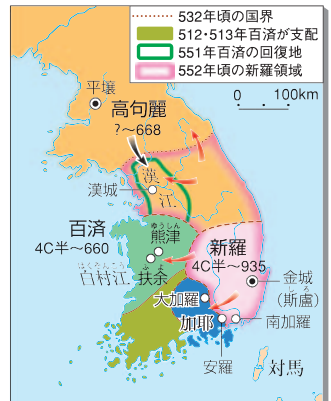 532年頃の国界
512・513年百済が支配
551年百済の回復地
552年頃の新羅領域
0 100km
平壌
高句麗
?〜668
漢
江
漢城
百済
4C半〜660
ゆうしん
熊津
はくそんこう
白村江
ふよ
扶余
新羅
4C半〜935
金城
しろ
(斯盧)
大加羅
加耶
南加羅
安羅
対馬